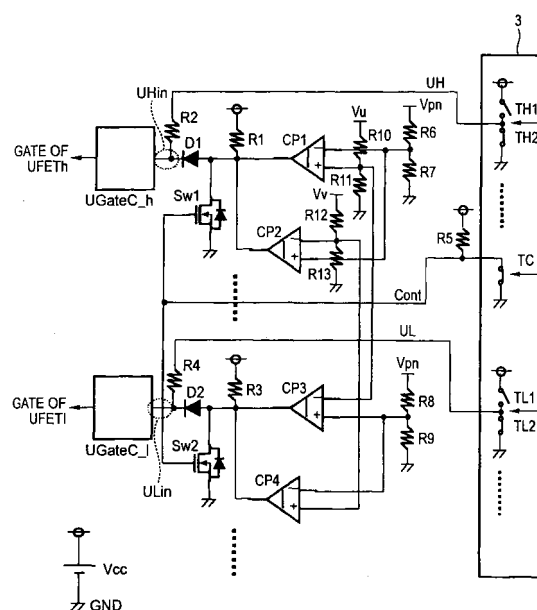 3
UH
TH1
TH2
UHin
R2
D1
R1
CP1
Vu
R10
Vpn
R6
R7
R11
GATE OF
UFETh
UGateC_h
Sw1
CP2
Vv
R12
R13
R5
TC
Cont
UL
R4
D2
R3
CP3
Vpn
R8
R9
TL1
TL2
GATE OF
UFETl
UGateC_l
Sw2
CP4
ULin
Vcc
GND